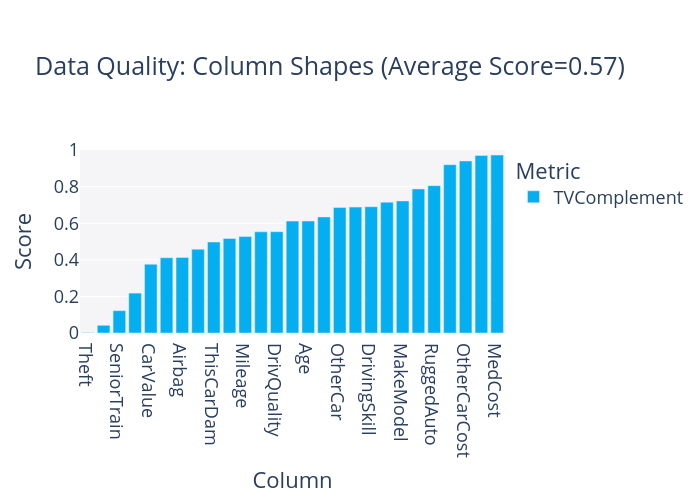 Data Quality: Column Shapes (Average Score=0.57)
Metric
TVComplement
Score
1
0.8
0.6
0.4
0.2
0
Theft
SeniorTrain
CarValue
Airbag
ThisCarDam
Mileage
DrivQuality
Age
OtherCar
DrivingSkill
MakeModel
RuggedAuto
OtherCarCost
MedCost
Column